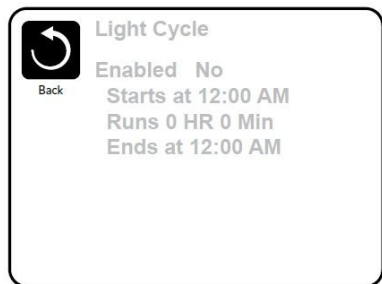 Light Cycle
Enabled No
Starts at 12:00 AM
Runs 0 HR 0 Min
Ends at 12:00 AM
Back